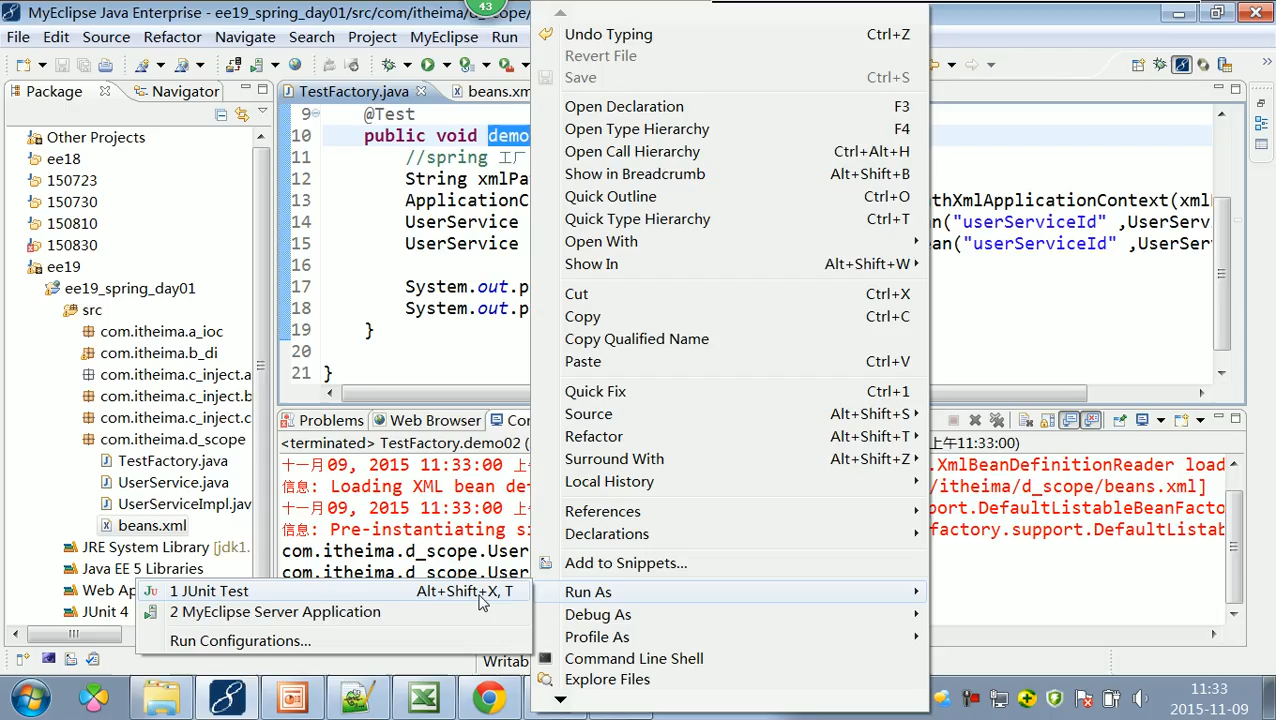 MyEclipse Java Enterprise - ee19_spring_day01/src/com/itheima/d_scope/
43
File Edit Source Refactor Navigate Search Project MyEclipse Run
Package
Navigator
Other Projects
ee18
150723
150730
150810
150830
ee19
ee19_spring_day01
src
com.itheima.a_ioc
com.itheima.b_di
com.itheima.c_inject.a
com.itheima.c_inject.b
com.itheima.c_inject.c
com.itheima.d_scope
TestFactory.java
UserService.java
UserServiceImpl.jav
beans.xml
JRE System Library [jdk1.
Java EE 5 Libraries
Web Ap
JUnit 4
TestFactory.java
beans.xm
9 @Test
10 public void demo
11 //spring 工厂
12 String xmlPa
13 ApplicationC thXmlApplicationContext(xml
14 UserService n("userServiceId" ,UserServ
15 UserService an("userServiceId" ,UserSer
16
17 System.out.p
18 System.out.p
19 }
20
21 }
Problems Web Browser Co
<terminated> TestFactory.demo02 上午11:33:00)
十一月09, 2015 11:33:00 上 .XmlBeanDefinitionReader load
信息: Loading XML bean de /itheima/d_scope/beans.xml]
十一月09, 2015 11:33:00 上 port.DefaultListableBeanFacto
信息: Pre-instantiating si factory.support.DefaultListab
com.itheima.d_scope.User
com.itheima.d_scope.User
Writab
Undo Typing Ctrl+Z
Revert File
Save Ctrl+S
Open Declaration F3
Open Type Hierarchy F4
Open Call Hierarchy Ctrl+Alt+H
Show in Breadcrumb Alt+Shift+B
Quick Outline Ctrl+O
Quick Type Hierarchy Ctrl+T
Open With
Show In Alt+Shift+W
Cut Ctrl+X
Copy Ctrl+C
Copy Qualified Name
Paste Ctrl+V
Quick Fix Ctrl+1
Source Alt+Shift+S
Refactor Alt+Shift+T
Surround With Alt+Shift+Z
Local History
References
Declarations
Add to Snippets...
Run As
Debug As
Profile As
Command Line Shell
Explore Files
Ju 1 JUnit Test Alt+Shift+X, T
2 MyEclipse Server Application
Run Configurations...
11:33
2015-11-09